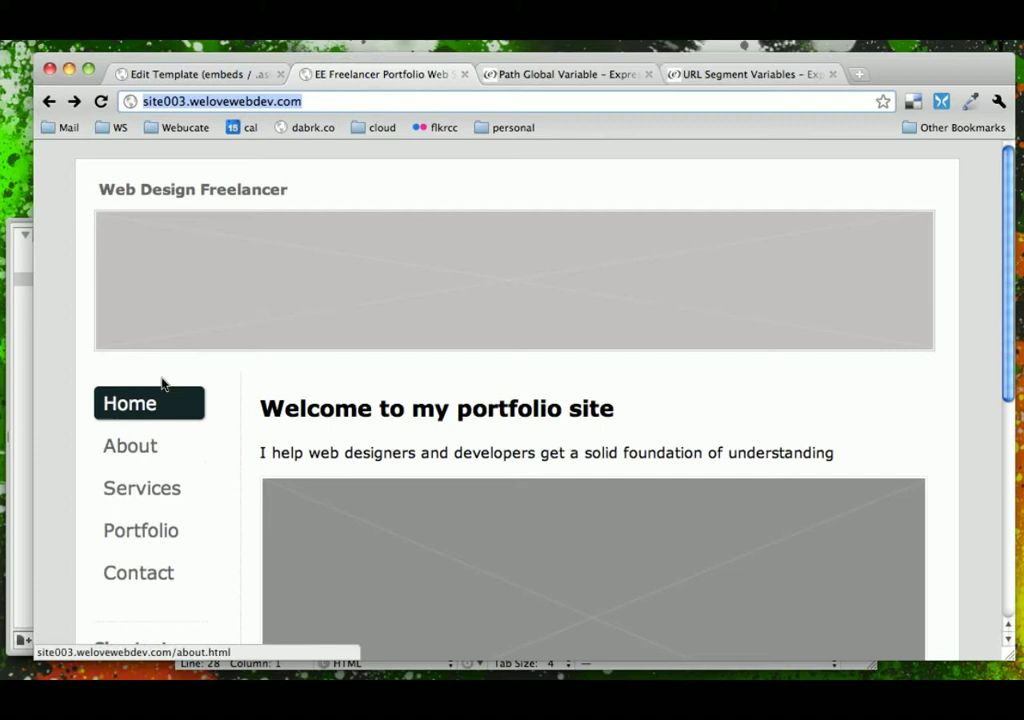 Edit Template (embeds / .as
EE Freelancer Portfolio Web S
Path Global Variable – Expre
URL Segment Variables – Exp
site003.welovewebdev.com
Mail
WS
Webucate
15 cal
dabrk.co
cloud
flkrcc
personal
Other Bookmarks
Web Design Freelancer
Home
About
Services
Portfolio
Contact
Welcome to my portfolio site
I help web designers and developers get a solid foundation of understanding
site003.welovewebdev.com/about.html
Line: 28 Column: 1
HTML
Tab Size: 4
—